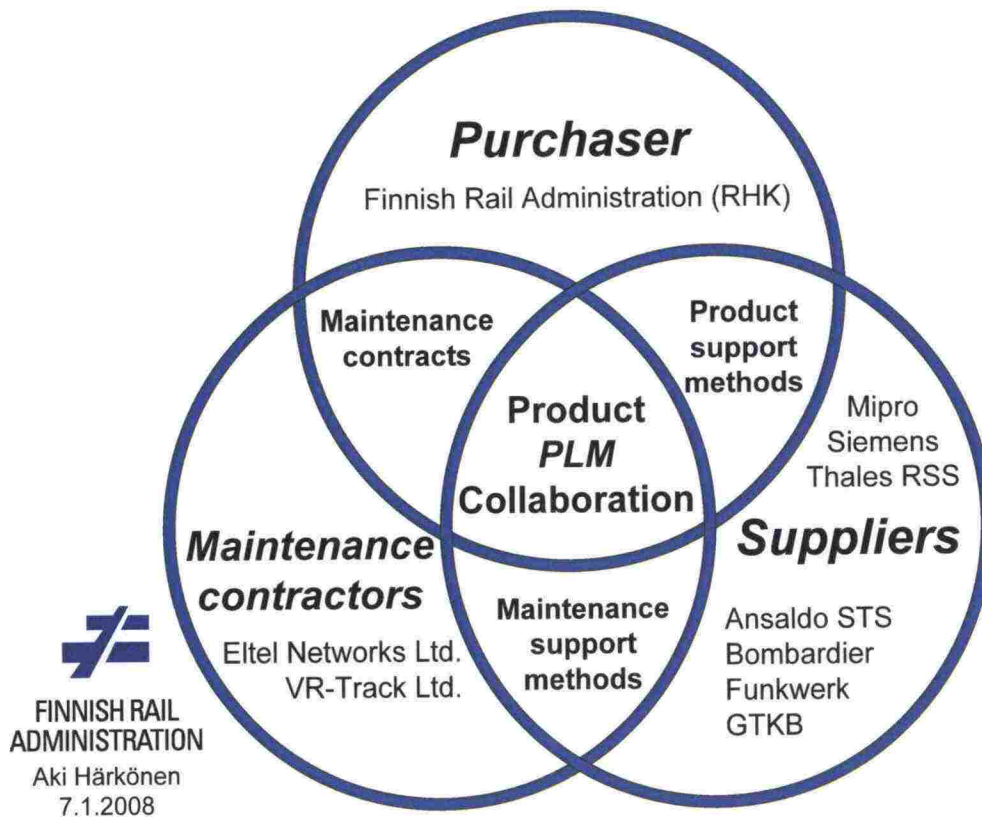 Purchaser
Finnish Rail Administration (RHK)
Maintenance
contracts
Product
support
methods
Product
PLM
Collaboration
Mipro
Siemens
Thales RSS
Suppliers
Ansaldo STS
Bombardier
Funkwerk
GTKB
Maintenance
contractors
Eltel Networks Ltd.
VR-Track Ltd.
Maintenance
support
methods
FINNISH RAIL
ADMINISTRATION
Aki Härkönen
7.1.2008